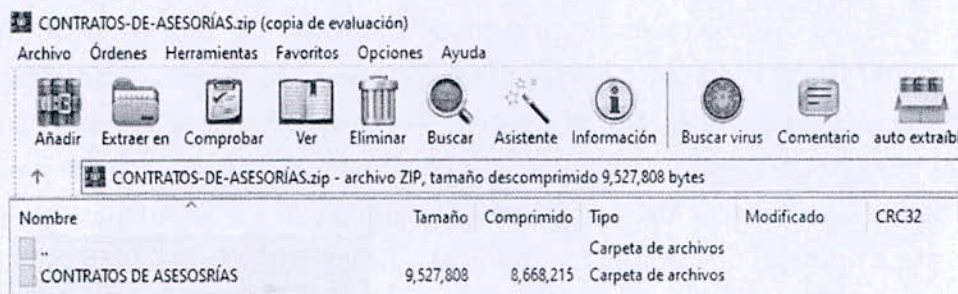 CONTRATOS-DE-ASESORÍAS.zip (copia de evaluación)
Archivo Órdenes Herramientas Favoritos Opciones Ayuda
Añadir Extraer en Comprobar Ver Eliminar Buscar Asistente Información Buscar virus Comentario auto extraíbl
CONTRATOS-DE-ASESORÍAS.zip - archivo ZIP, tamaño descomprimido 9,527,808 bytes
Nombre Tamaño Comprimido Tipo Modificado CRC32
.. Carpeta de archivos
CONTRATOS DE ASESOSRÍAS 9,527,808 8,668,215 Carpeta de archivos